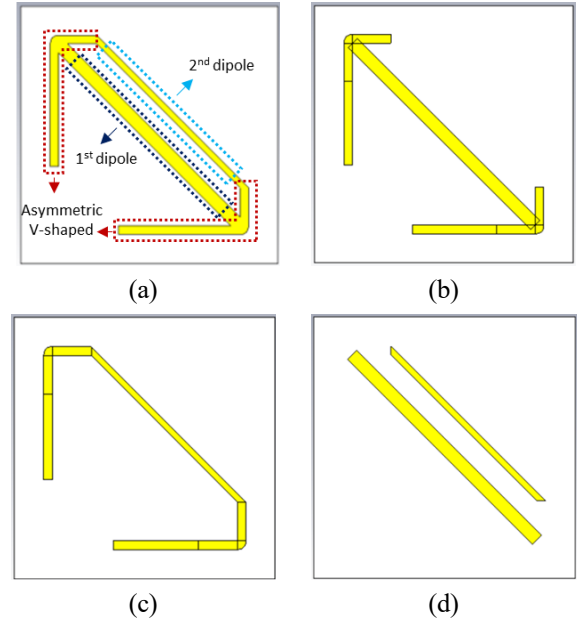 2nd dipole
1st dipole
Asymmetric
V-shaped
(a)
(b)
(c)
(d)